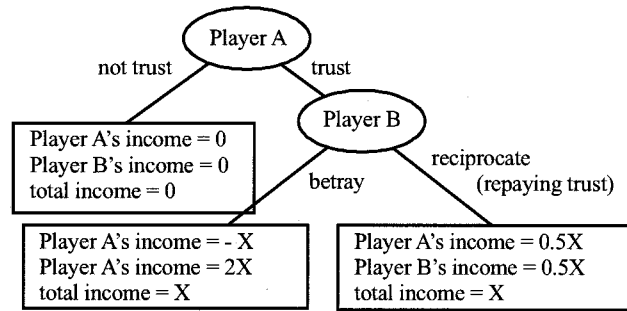 Player A
not trust
trust
Player B
Player A's income = 0
Player B's income = 0
total income = 0
betray
reciprocate
(repaying trust)
Player A's income = - X
Player A's income = 2X
total income = X
Player A's income = 0.5X
Player B's income = 0.5X
total income = X